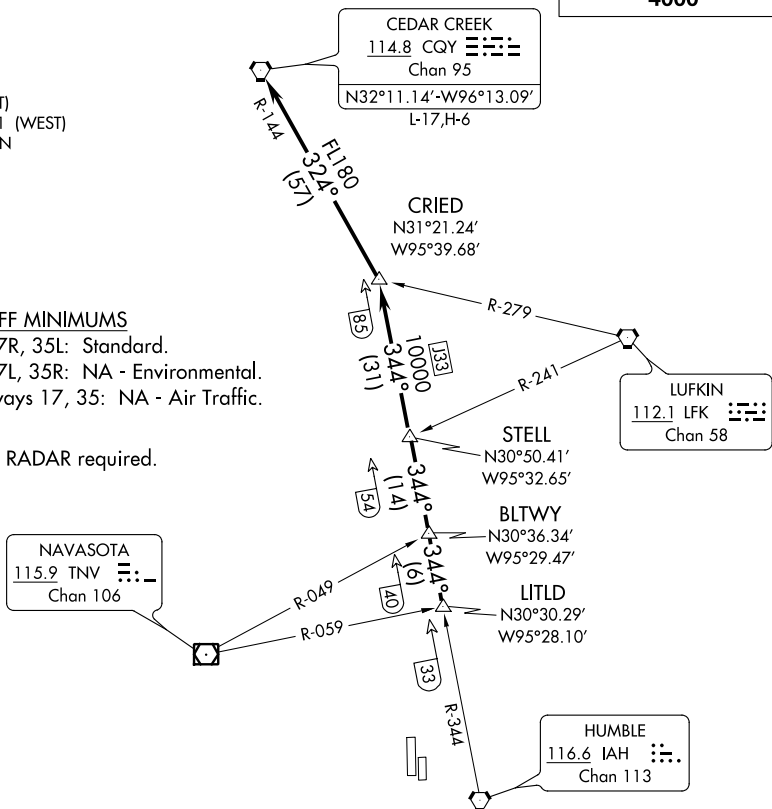 4000
CEDAR CREEK
114.8 CQY
Chan 95
N32°11.14'-W96°13.09'
L-17,H-6
T)
1 (WEST)
N
R-144
FL180
324°
(57)
CRIED
N31°21.24'
W95°39.68'
FF MINIMUMS
7R, 35L: Standard.
7L, 35R: NA - Environmental.
ways 17, 35: NA - Air Traffic.
RADAR required.
85
J33
10000
344°
(31)
R-279
R-241
LUFKIN
112.1 LFK
Chan 58
STELL
N30°50.41'
W95°32.65'
54
344°
(14)
BLTWY
N30°36.34'
W95°29.47'
NAVASOTA
115.9 TNV
Chan 106
R-049
R-059
40
344°
(6)
LITLD
N30°30.29'
W95°28.10'
33
R-344
HUMBLE
116.6 IAH
Chan 113